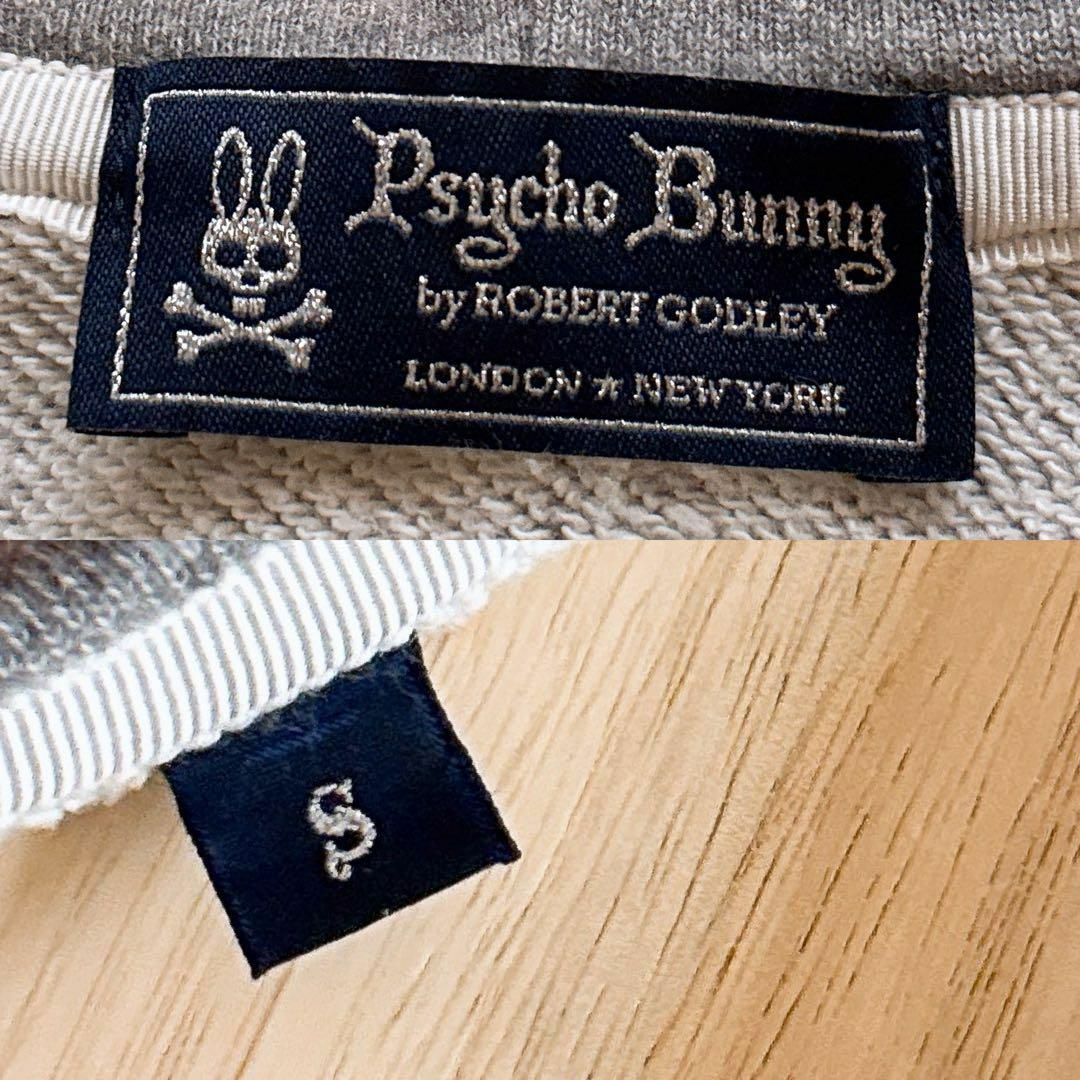 Psycho Bunny
by ROBERT GODLEY
LONDON ★ NEW YORK
S